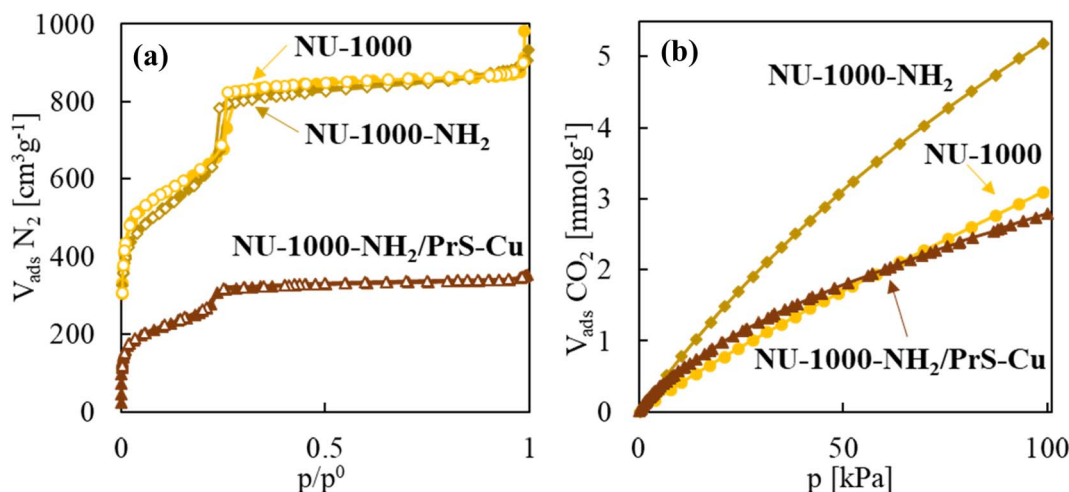 (a)
V_ads N₂ [cm³g⁻¹]
1000
800
600
400
200
0
NU-1000
NU-1000-NH₂
NU-1000-NH₂/PrS-Cu
0
0.5
1
p/p⁰
(b)
V_ads CO₂ [mmolg⁻¹]
5
4
3
2
1
0
NU-1000-NH₂
NU-1000
NU-1000-NH₂/PrS-Cu
0
50
100
p [kPa]